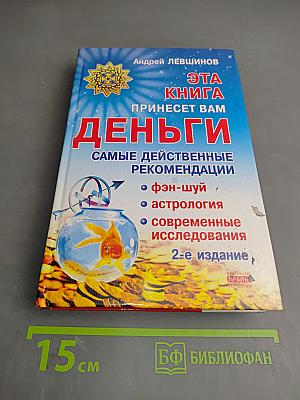 Андрей ЛЕВШИНОВ
ЭТА
КНИГА
ПРИНЕСЕТ ВАМ
ДЕНЬГИ
САМЫЕ ДЕЙСТВЕННЫЕ
РЕКОМЕНДАЦИИ
• фэн-шуй
• астрология
• современные
исследования
2-е издание
15 см
БФ БИБЛИОФАН